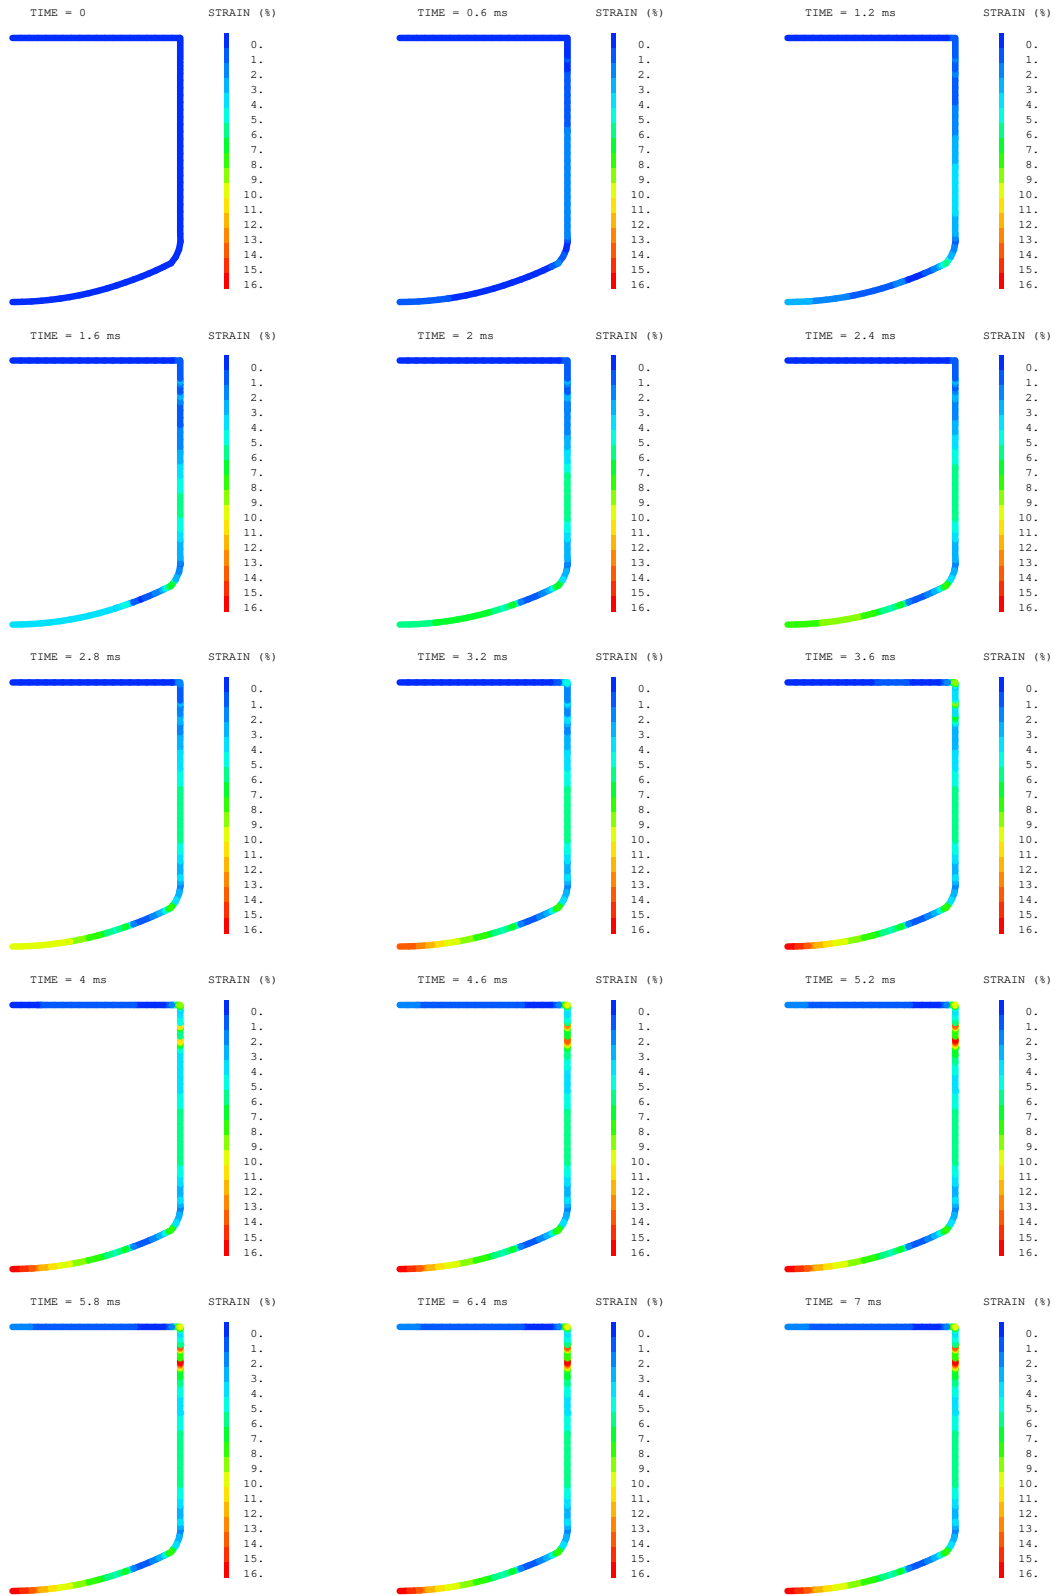 TIME = 0 STRAIN (%) TIME = 0.6 ms STRAIN (%) TIME = 1.2 ms STRAIN (%)
0. 0. 0.
1. 1. 1.
2. 2. 2.
3. 3. 3.
4. 4. 4.
5. 5. 5.
6. 6. 6.
7. 7. 7.
8. 8. 8.
9. 9. 9.
10. 10. 10.
11. 11. 11.
12. 12. 12.
13. 13. 13.
14. 14. 14.
15. 15. 15.
16. 16. 16.
TIME = 1.6 ms STRAIN (%) TIME = 2 ms STRAIN (%) TIME = 2.4 ms STRAIN (%)
0. 0. 0.
1. 1. 1.
2. 2. 2.
3. 3. 3.
4. 4. 4.
5. 5. 5.
6. 6. 6.
7. 7. 7.
8. 8. 8.
9. 9. 9.
10. 10. 10.
11. 11. 11.
12. 12. 12.
13. 13. 13.
14. 14. 14.
15. 15. 15.
16. 16. 16.
TIME = 2.8 ms STRAIN (%) TIME = 3.2 ms STRAIN (%) TIME = 3.6 ms STRAIN (%)
0. 0. 0.
1. 1. 1.
2. 2. 2.
3. 3. 3.
4. 4. 4.
5. 5. 5.
6. 6. 6.
7. 7. 7.
8. 8. 8.
9. 9. 9.
10. 10. 10.
11. 11. 11.
12. 12. 12.
13. 13. 13.
14. 14. 14.
15. 15. 15.
16. 16. 16.
TIME = 4 ms STRAIN (%) TIME = 4.6 ms STRAIN (%) TIME = 5.2 ms STRAIN (%)
0. 0. 0.
1. 1. 1.
2. 2. 2.
3. 3. 3.
4. 4. 4.
5. 5. 5.
6. 6. 6.
7. 7. 7.
8. 8. 8.
9. 9. 9.
10. 10. 10.
11. 11. 11.
12. 12. 12.
13. 13. 13.
14. 14. 14.
15. 15. 15.
16. 16. 16.
TIME = 5.8 ms STRAIN (%) TIME = 6.4 ms STRAIN (%) TIME = 7 ms STRAIN (%)
0. 0. 0.
1. 1. 1.
2. 2. 2.
3. 3. 3.
4. 4. 4.
5. 5. 5.
6. 6. 6.
7. 7. 7.
8. 8. 8.
9. 9. 9.
10. 10. 10.
11. 11. 11.
12. 12. 12.
13. 13. 13.
14. 14. 14.
15. 15. 15.
16. 16. 16.